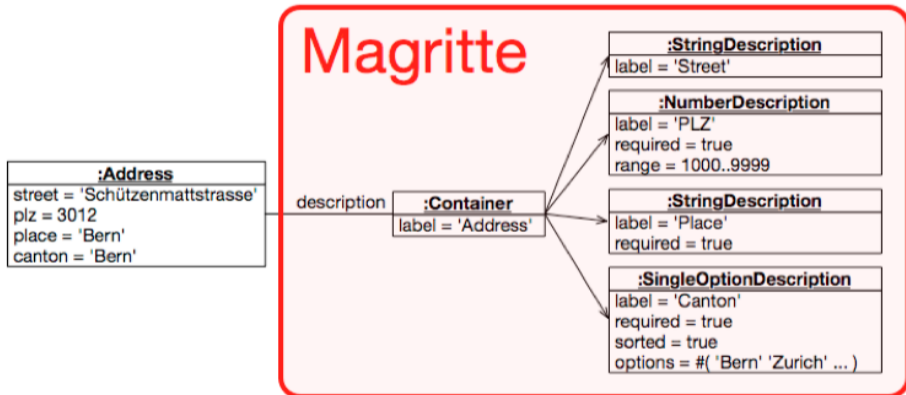 Magritte
:Address
street = 'Schützenmattstrasse'
plz = 3012
place = 'Bern'
canton = 'Bern'
description
:Container
label = 'Address'
:StringDescription
label = 'Street'
:NumberDescription
label = 'PLZ'
required = true
range = 1000..9999
:StringDescription
label = 'Place'
required = true
:SingleOptionDescription
label = 'Canton'
required = true
sorted = true
options = #( 'Bern' 'Zurich' ... )